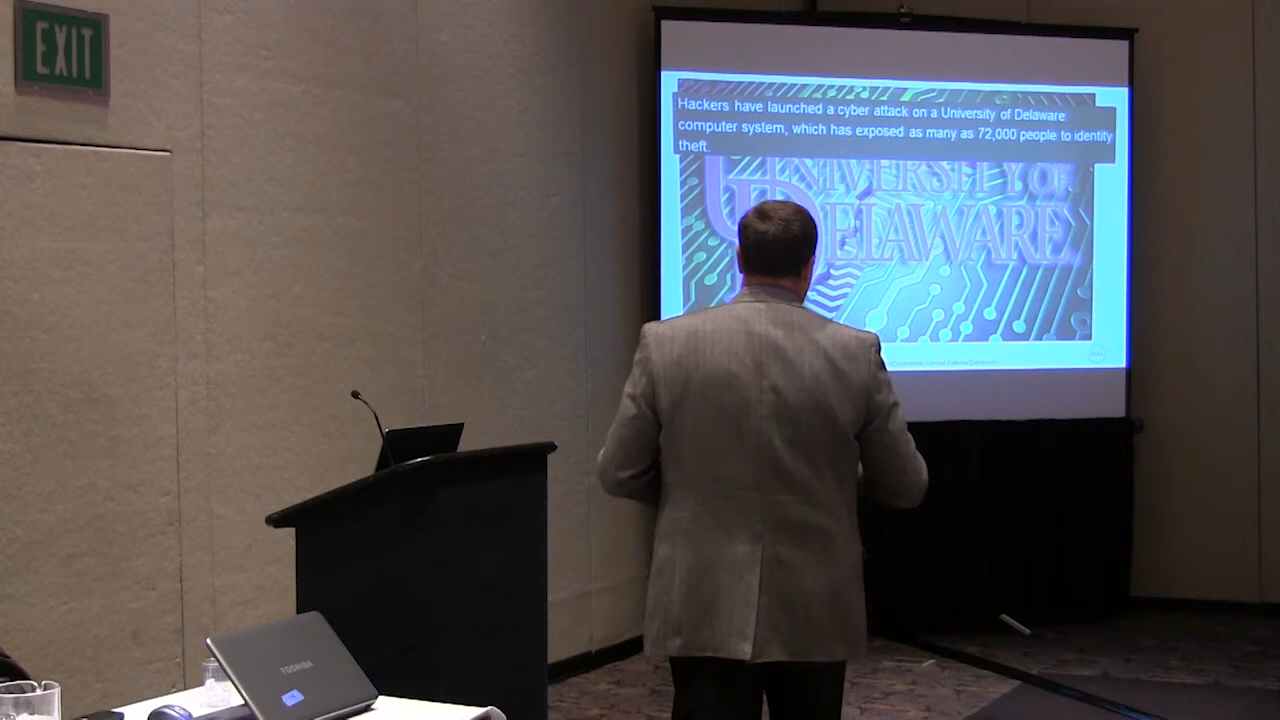 EXIT
Hackers have launched a cyber attack on a University of Delaware
computer system, which has exposed as many as 72,000 people to identity
theft.
UNIVERSITY OF
DELAWARE
TOSHIBA